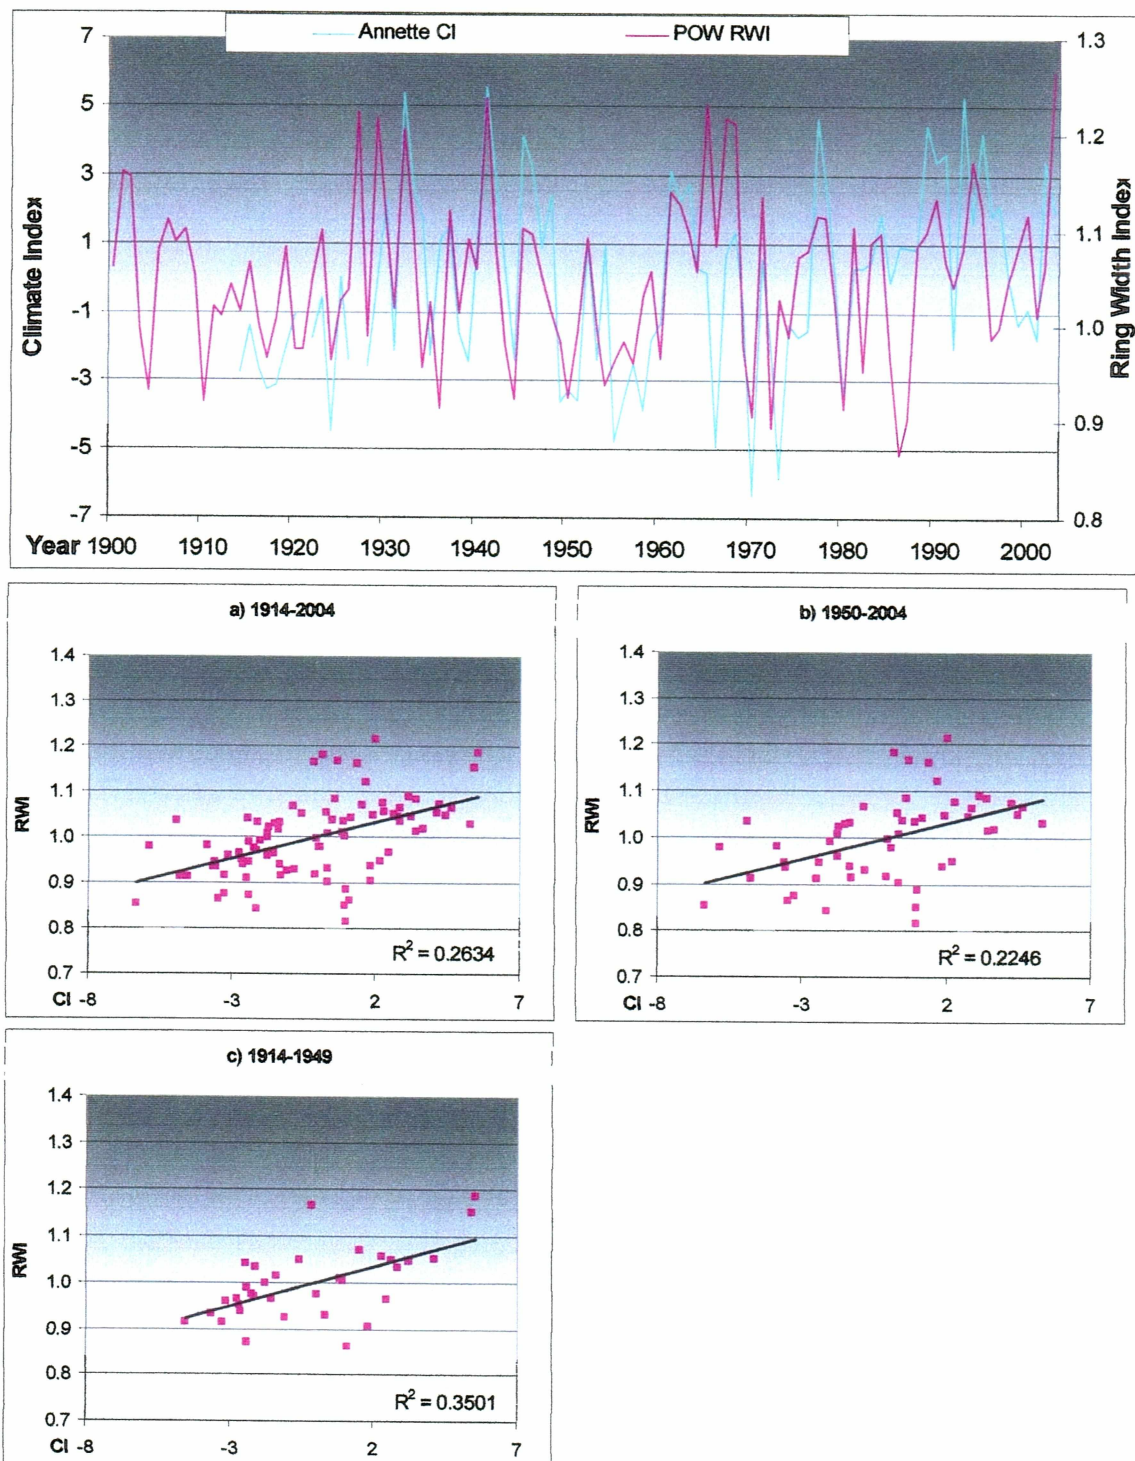 Annette CI POW RWI
7
5
3
1
-1
-3
-5
-7
Climate Index
1.3
1.2
1.1
1.0
0.9
0.8
Ring Width Index
Year 1900 1910 1920 1930 1940 1950 1960 1970 1980 1990 2000
a) 1914-2004
1.4
1.3
1.2
1.1
1.0
0.9
0.8
0.7
RWI
R² = 0.2634
CI -8 -3 2 7
b) 1950-2004
1.4
1.3
1.2
1.1
1.0
0.9
0.8
0.7
RWI
R² = 0.2246
CI -8 -3 2 7
c) 1914-1949
1.4
1.3
1.2
1.1
1.0
0.9
0.8
0.7
RWI
R² = 0.3501
CI -8 -3 2 7